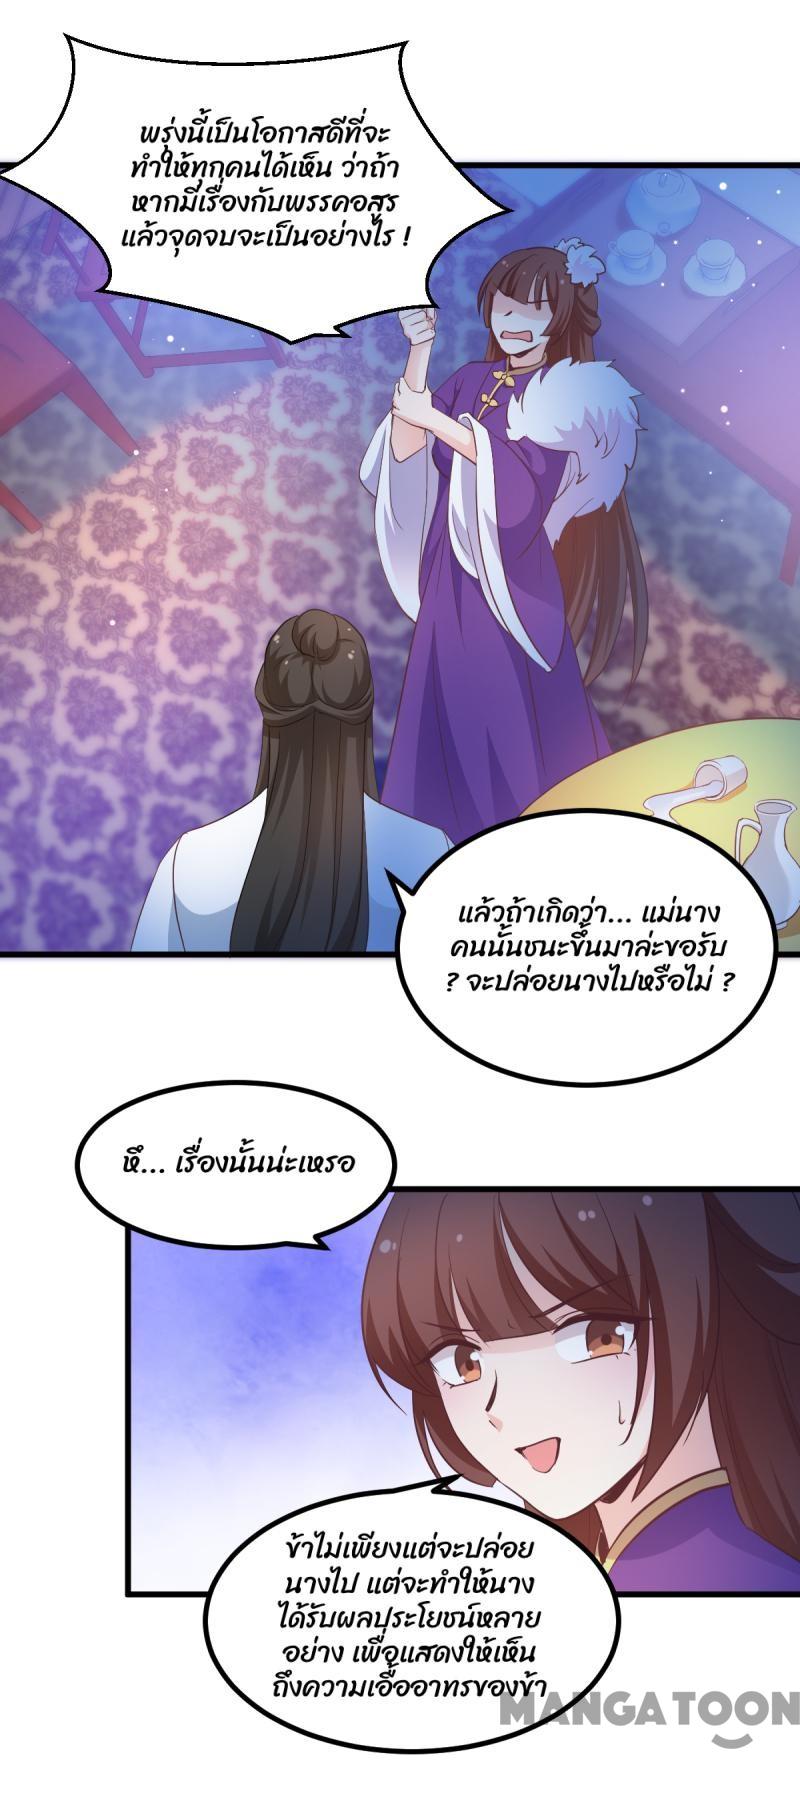 พรุ่งนี้เป็นโอกาสดีที่จะ
ทำให้ทุกคนได้เห็น ว่าถ้า
หากมีเรื่องกับพรรคอสูร
แล้วจุดจบจะเป็นอย่างไร !
แล้วถ้าเกิดว่า... แม่นาง
คนนั้นชนะขึ้นมาล่ะขอรับ
? จะปล่อยนางไปหรือไม่ ?
หึ... เรื่องนั้นน่ะเหรอ
ข้าไม่เพียงแต่จะปล่อย
นางไป แต่จะทำให้นาง
ได้รับผลประโยชน์หลาย
อย่าง เพื่อแสดงให้เห็น
ถึงความเอื้ออาทรของข้า
MANGATOON